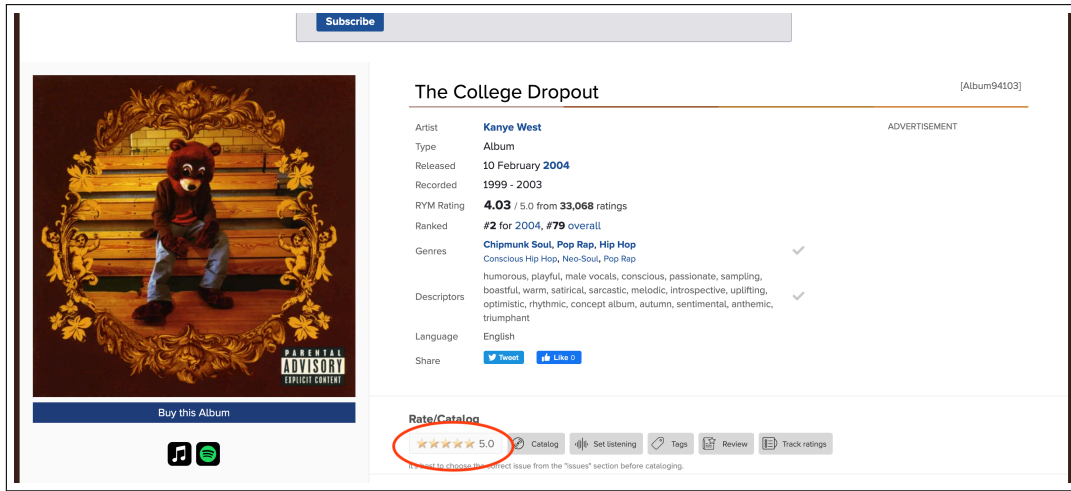 Subscribe
The College Dropout
[Album94103]
Artist Kanye West
ADVERTISEMENT
Type Album
Released 10 February 2004
Recorded 1999 - 2003
RYM Rating 4.03 / 5.0 from 33,068 ratings
Ranked #2 for 2004, #79 overall
Genres Chipmunk Soul, Pop Rap, Hip Hop
Conscious Hip Hop, Neo-Soul, Pop Rap
Descriptors humorous, playful, male vocals, conscious, passionate, sampling,
boastful, warm, satirical, sarcastic, melodic, introspective, uplifting,
optimistic, rhythmic, concept album, autumn, sentimental, anthemic,
triumphant
Language English
Share Tweet Like 0
PARENTAL
ADVISORY
EXPLICIT CONTENT
Buy this Album
Rate/Catalog
5.0 Catalog Set listening Tags Review Track ratings
It's best to choose the correct issue from the "issues" section before cataloging.